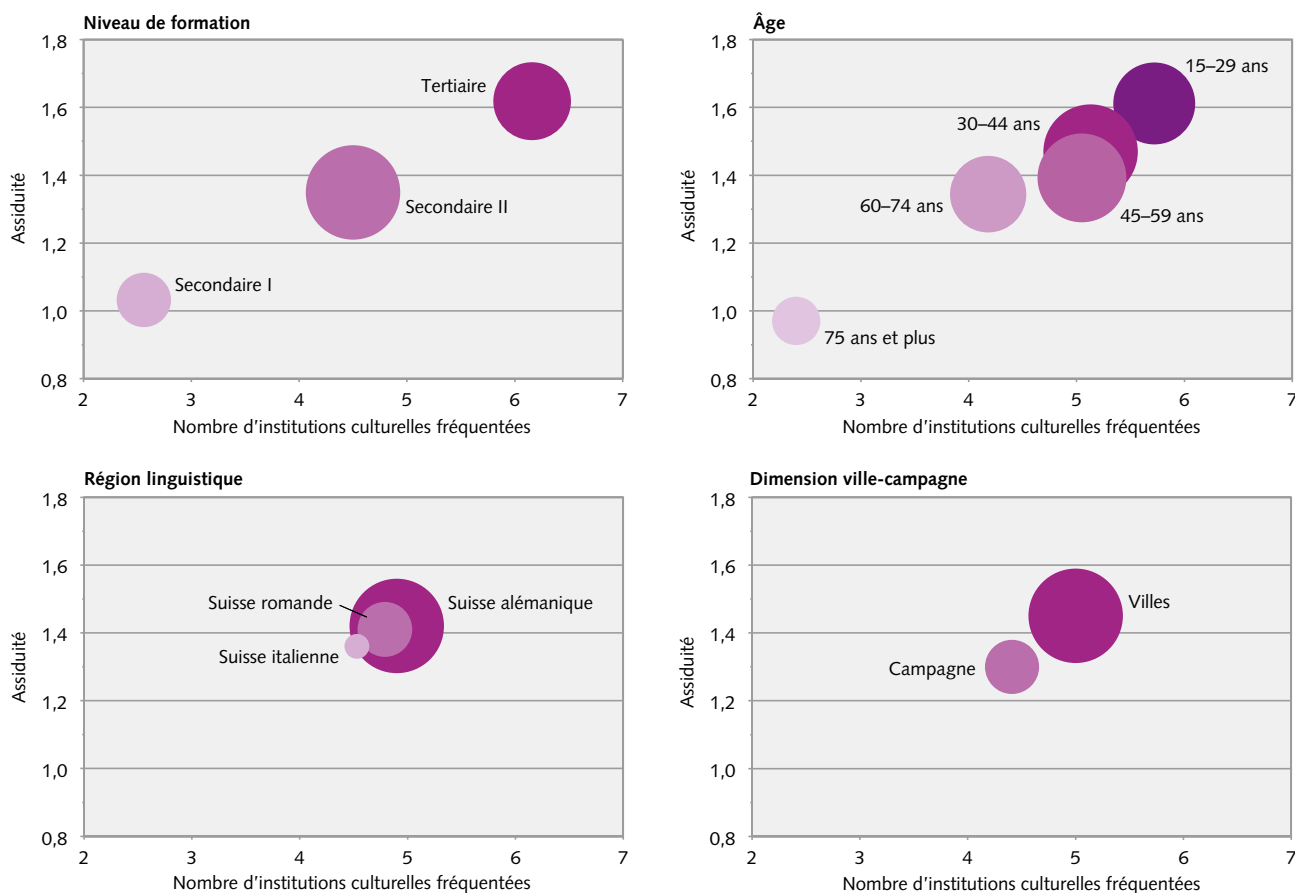 Niveau de formation
1,8
1,6
1,4
1,2
1,0
0,8
Assiduité
Tertiaire
Secondaire II
Secondaire I
2 3 4 5 6 7
Nombre d'institutions culturelles fréquentées
Âge
1,8
1,6
1,4
1,2
1,0
0,8
Assiduité
15–29 ans
30–44 ans
60–74 ans
45–59 ans
75 ans et plus
2 3 4 5 6 7
Nombre d'institutions culturelles fréquentées
Région linguistique
1,8
1,6
1,4
1,2
1,0
0,8
Assiduité
Suisse romande
Suisse alémanique
Suisse italienne
2 3 4 5 6 7
Nombre d'institutions culturelles fréquentées
Dimension ville-campagne
1,8
1,6
1,4
1,2
1,0
0,8
Assiduité
Villes
Campagne
2 3 4 5 6 7
Nombre d'institutions culturelles fréquentées